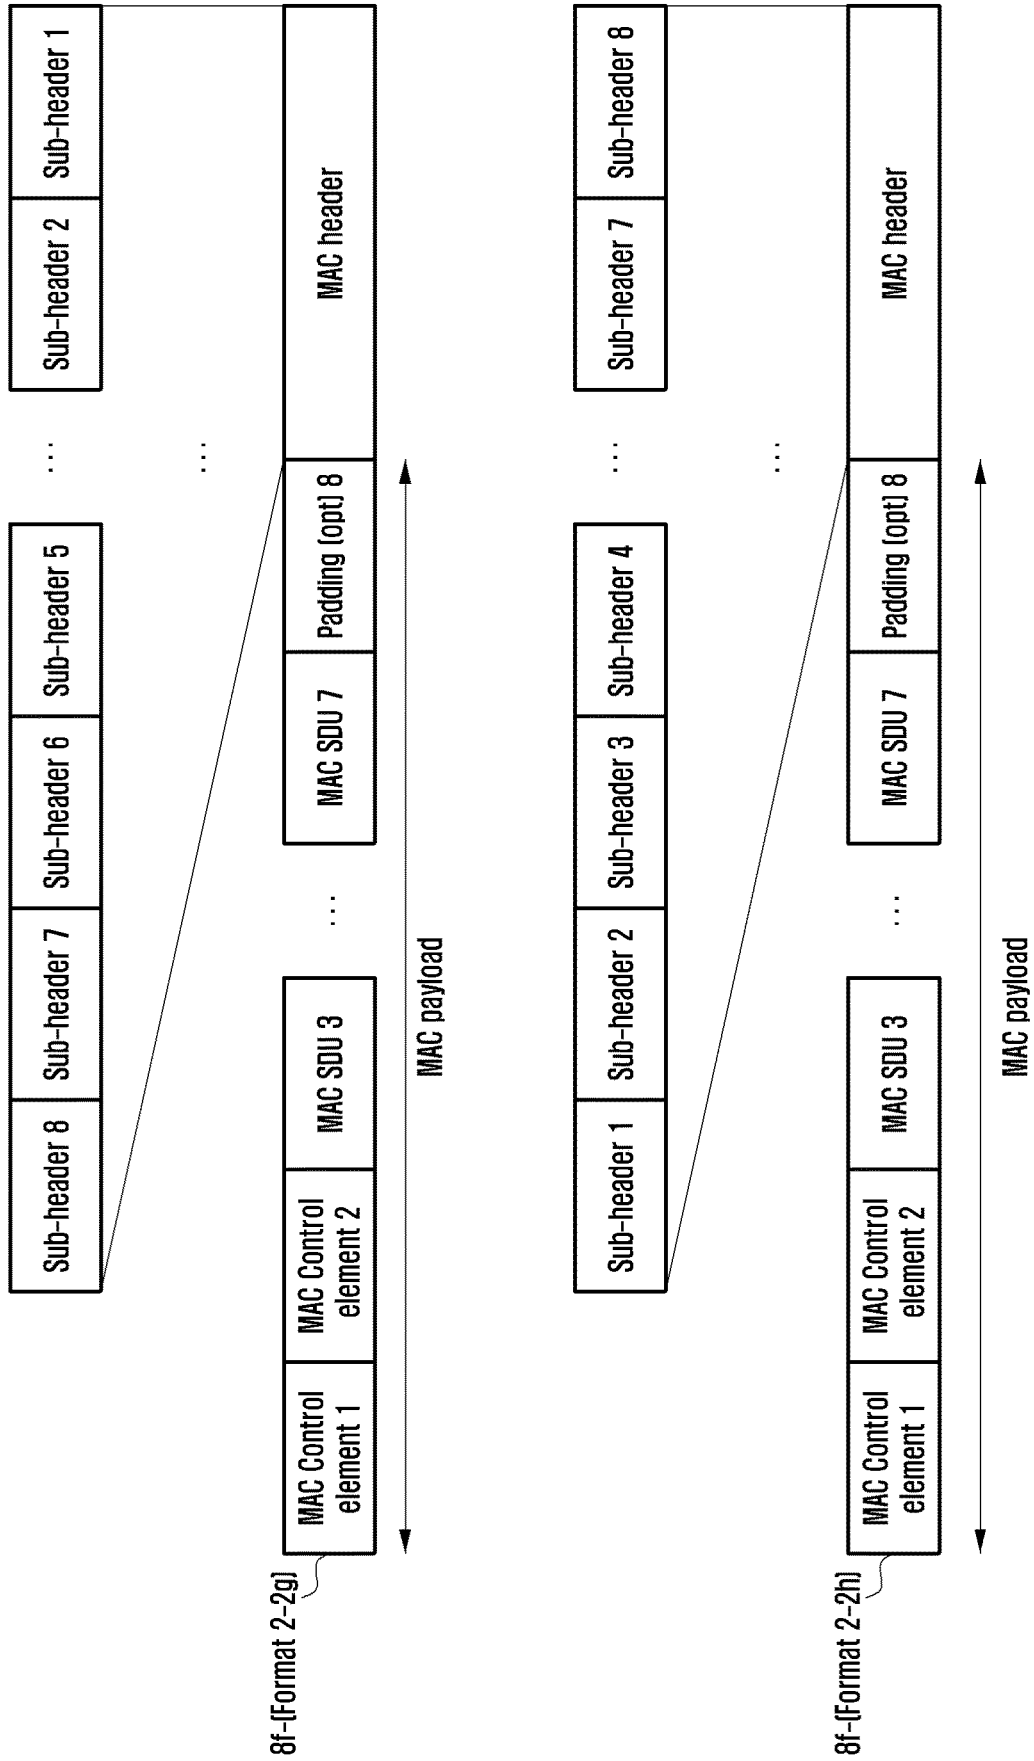 Sub-header 8
Sub-header 7
Sub-header 6
Sub-header 5
...
Sub-header 2
Sub-header 1
...
8f-(Format 2-2g)
MAC Control
element 1
MAC Control
element 2
MAC SDU 3
...
MAC SDU 7
Padding (opt) 8
MAC header
MAC payload
Sub-header 1
Sub-header 2
Sub-header 3
Sub-header 4
...
Sub-header 7
Sub-header 8
...
8f-(Format 2-2h)
MAC Control
element 1
MAC Control
element 2
MAC SDU 3
...
MAC SDU 7
Padding (opt) 8
MAC header
MAC payload